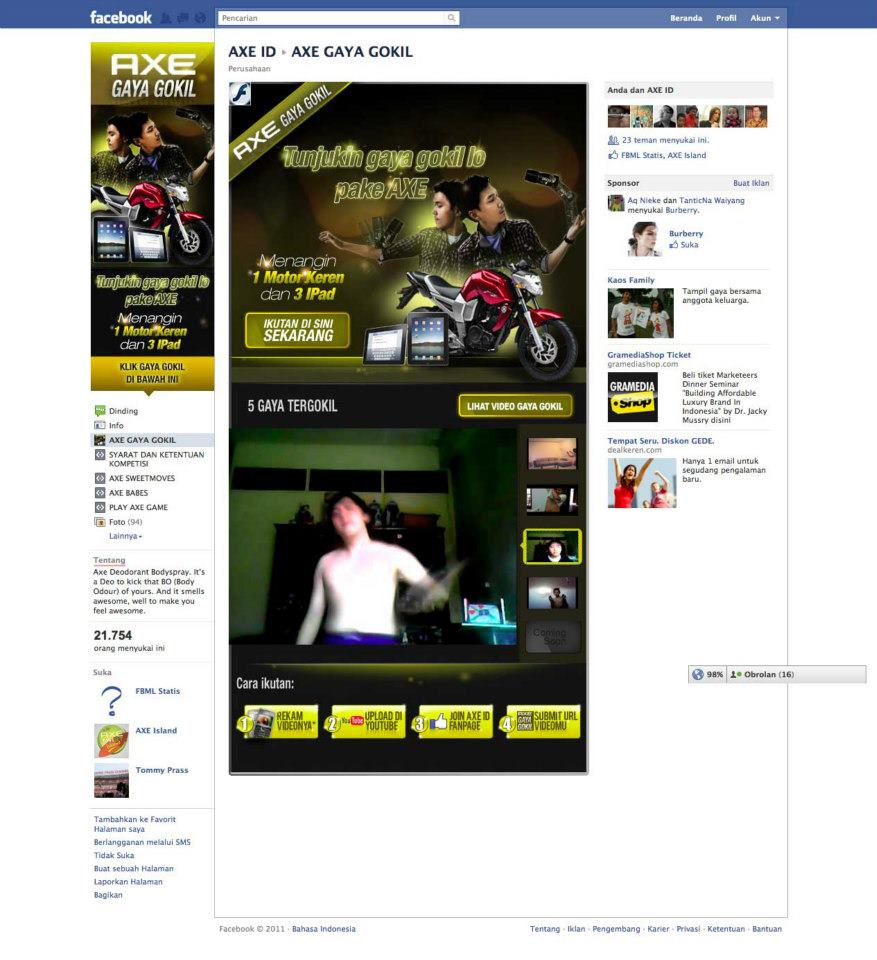 facebook
Pencarian
Beranda Profil Akun
AXE
GAYA GOKIL
Tunjukin gaya gokil lo
pake AXE
Menangin
1 Motor Keren
dan 3 IPad
KLIK GAYA GOKIL
DI BAWAH INI
Dinding
Info
AXE GAYA GOKIL
SYARAT DAN KETENTUAN
KOMPETISI
AXE SWEETMOVES
AXE BABES
PLAY AXE GAME
Foto (94)
Lainnya
Tentang
Axe Deodorant Bodyspray. It's
a Deo to kick that BO (Body
Odour) of yours. And it smells
awesome, well to make you
feel awesome.
21.754
orang menyukai ini
Suka
FBML Statis
AXE Island
Tommy Prass
Tambahkan ke Favorit
Halaman saya
Berlangganan melalui SMS
Tidak Suka
Buat sebuah Halaman
Laporkan Halaman
Bagikan
AXE ID ▸ AXE GAYA GOKIL
Perusahaan
AXE GAYA GOKIL
Tunjukin gaya gokil lo
pake AXE
Menangin
1 Motor Keren
dan 3 IPad
IKUTAN DI SINI
SEKARANG
5 GAYA TERGOKIL
LIHAT VIDEO GAYA GOKIL
Coming
Soon
Cara ikutan:
1 REKAM
VIDEONYA*
2 YouTube UPLOAD DI
YOUTUBE
3 JOIN AXE ID
FANPAGE
4 AXE GAYA GOKIL SUBMIT URL
VIDEOMU
Anda dan AXE ID
23 teman menyukai ini.
FBML Statis, AXE Island
Sponsor Buat Iklan
Aq Nieke dan TanticNa Waiyang
menyukai Burberry.
Burberry
Suka
Kaos Family
Tampil gaya bersama
anggota keluarga.
GramediaShop Ticket
gramediashop.com
GRAMEDIA
Shop
Beli tiket Marketeers
Dinner Seminar
"Building Affordable
Luxury Brand In
Indonesia" by Dr. Jacky
Mussry disini
Tempat Seru. Diskon GEDE.
dealkeren.com
Hanya 1 email untuk
segudang pengalaman
baru.
98% Obrolan (16)
Facebook © 2011 · Bahasa Indonesia
Tentang · Iklan · Pengembang · Karier · Privasi · Ketentuan · Bantuan